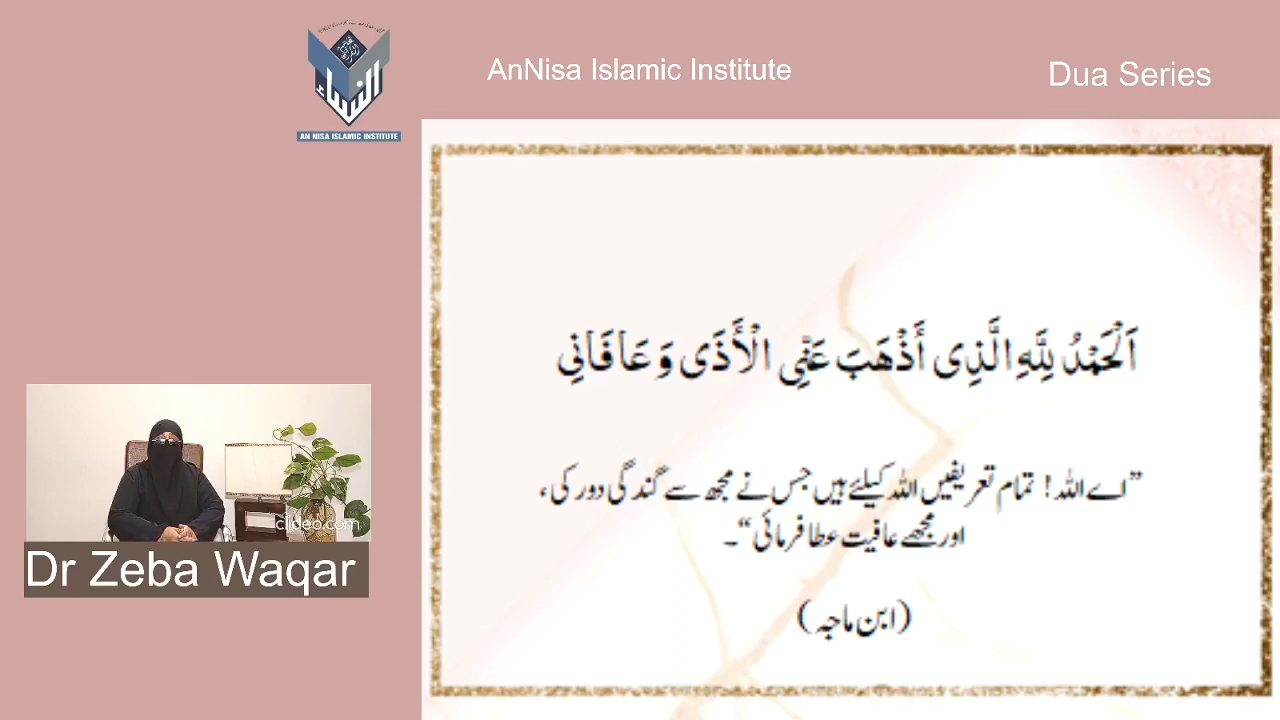 AnNisa Islamic Institute
Dua Series
النساء
AN NISA ISLAMIC INSTITUTE
اَلْحَمْدُ لِلَّهِ الَّذِى أَذْهَبَ عَنِّى الْأَذَى وَ عَافَانِى
”اے اللہ! تمام تعریفیں اللہ کیلئے ہیں جس نے مجھ سے گندگی دور کی،
اور مجھے عافیت عطا فرمائی“۔
(ابن ماجہ)
clideo.com
Dr Zeba Waqar